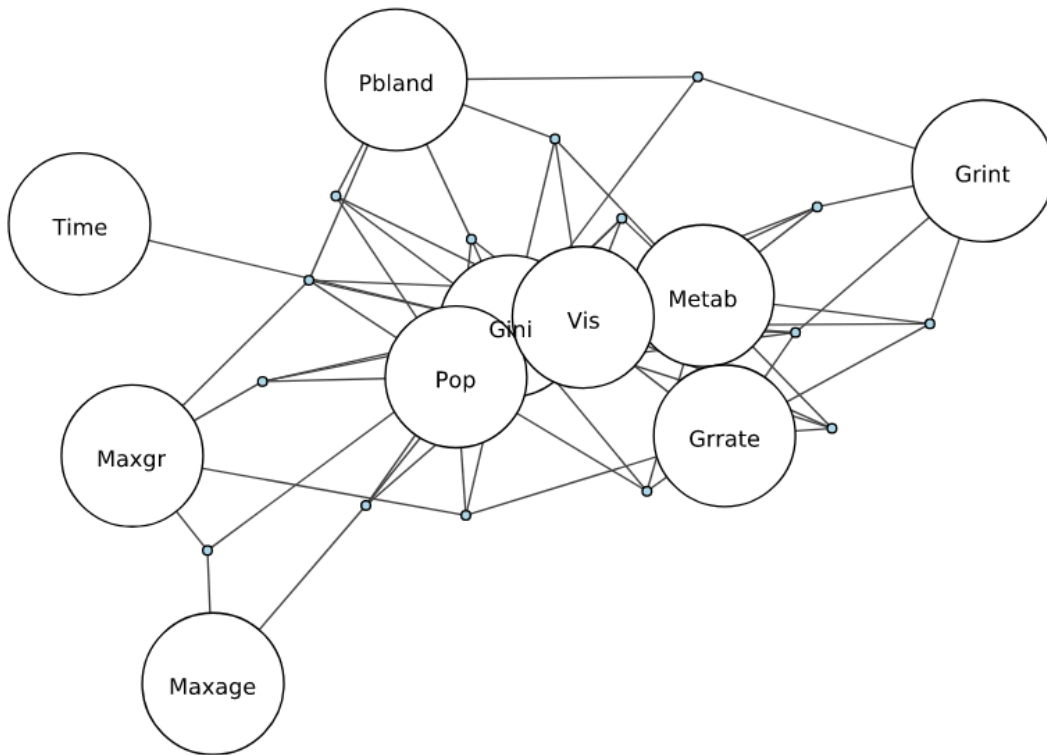 Pbland
Grint
Time
Metab
Vis
Gini
Pop
Grrate
Maxgr
Maxage